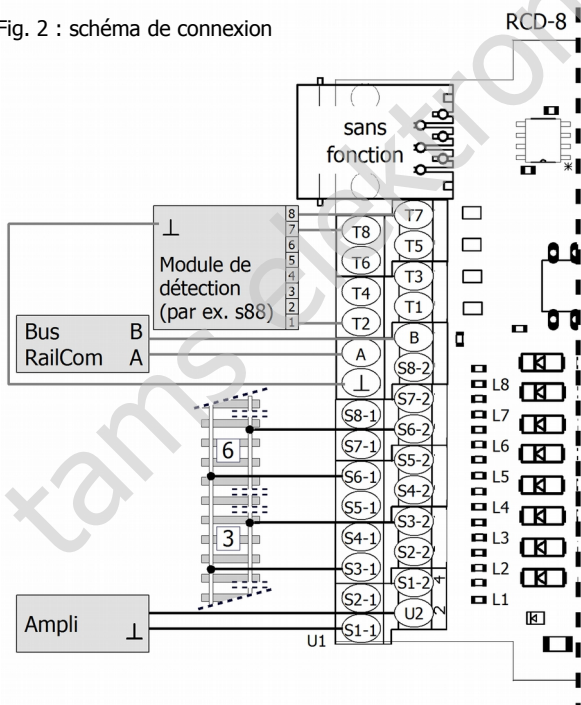 Fig. 2 : schéma de connexion
RCD-8
sans
fonction
⊥
Module de
détection
(par ex. s88)
8
7
6
5
4
3
2
1
Bus B
RailCom A
T7
T8
T5
T6
T3
T4
T1
T2
B
A
S8-2
⊥
S7-2
S8-1
S6-2
S7-1
S5-2
S6-1
S4-2
S5-1
S3-2
S4-1
S2-2
S3-1
S1-2
S2-1
U2
S1-1
U1
4
2
6
3
Ampli ⊥
L8
L7
L6
L5
L4
L3
L2
L1
*
tams elektron